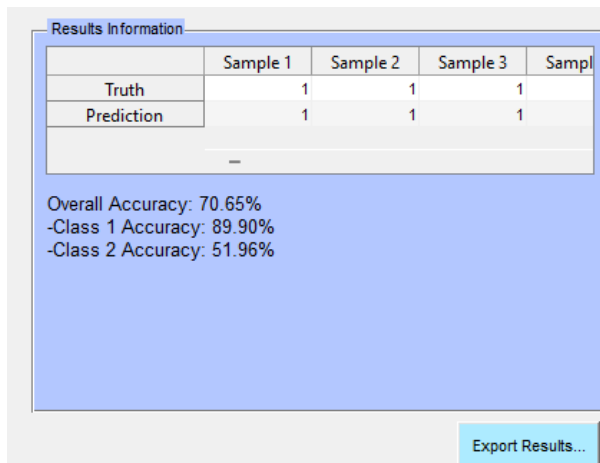 Results Information
Sample 1 Sample 2 Sample 3 Sampl
Truth 1 1 1
Prediction 1 1 1
Overall Accuracy: 70.65%
-Class 1 Accuracy: 89.90%
-Class 2 Accuracy: 51.96%
Export Results...